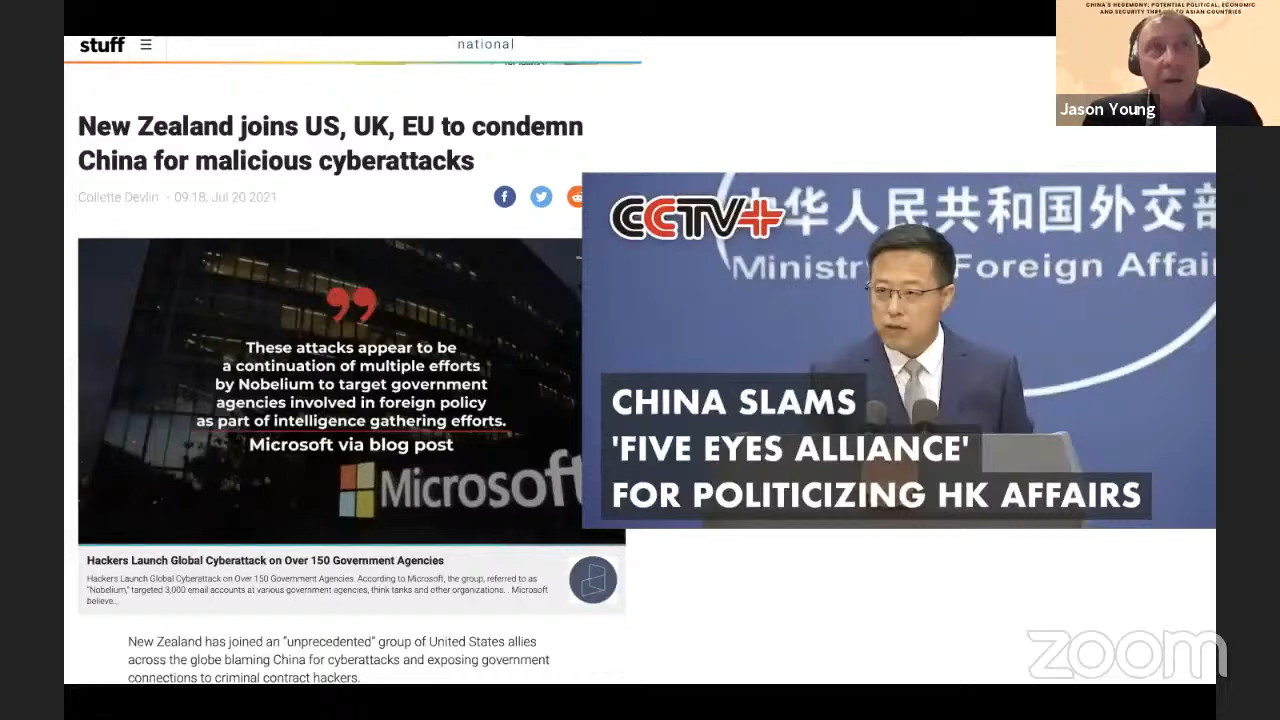 stuff
national
New Zealand joins US, UK, EU to condemn
China for malicious cyberattacks
Collette Devlin · 09:18, Jul 20 2021
These attacks appear to be
a continuation of multiple efforts
by Nobelium to target government
agencies involved in foreign policy
as part of intelligence gathering efforts.
Microsoft via blog post
Microsoft
Hackers Launch Global Cyberattack on Over 150 Government Agencies
Hackers Launch Global Cyberattack on Over 150 Government Agencies. According to Microsoft, the group, referred to as
"Nobelium," targeted 3,000 email accounts at various government agencies, think tanks and other organizations. . Microsoft
believe...
New Zealand has joined an "unprecedented" group of United States allies
across the globe blaming China for cyberattacks and exposing government
connections to criminal contract hackers.
CCTV+
中华人民共和国外交部
Ministry Foreign Affai
CHINA SLAMS
'FIVE EYES ALLIANCE'
FOR POLITICIZING HK AFFAIRS
CHINA'S HEGEMONY: POTENTIAL POLITICAL, ECONOMIC
AND SECURITY TO ASIAN COUNTRIES
Jason Young
zoom